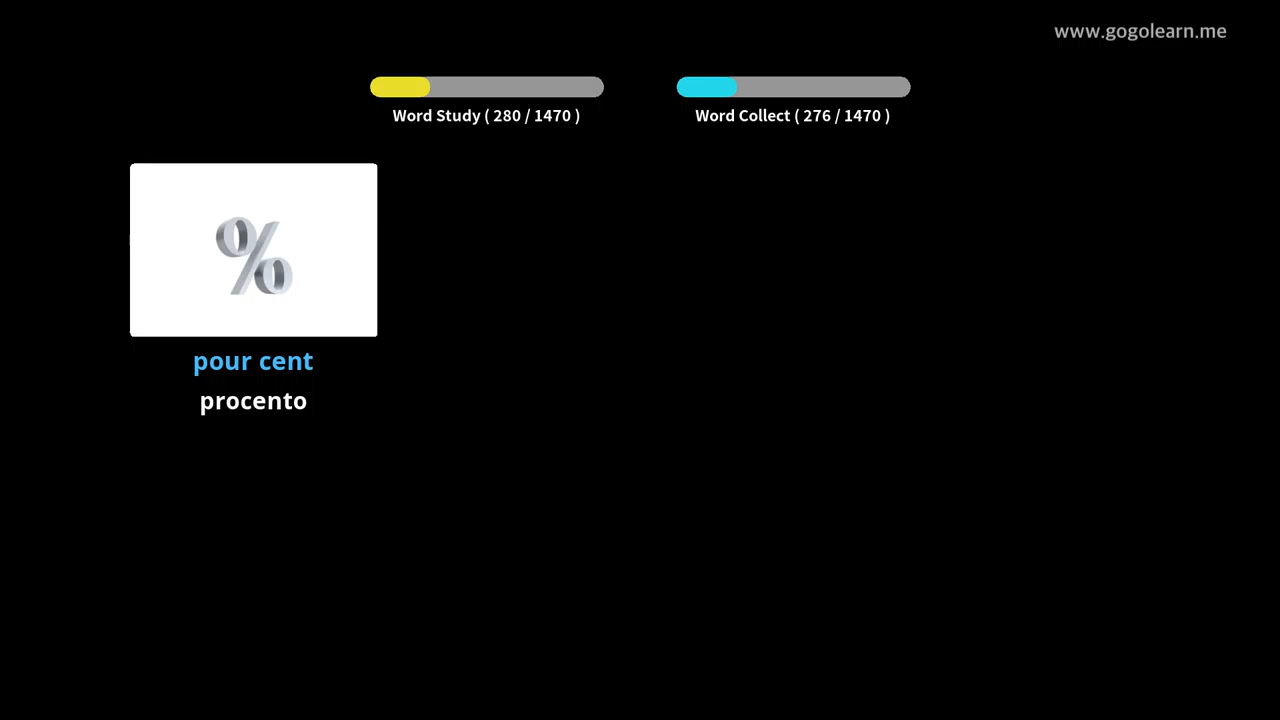 www.gogolearn.me
Word Study ( 280 / 1470 )
Word Collect ( 276 / 1470 )
%
pour cent
procento